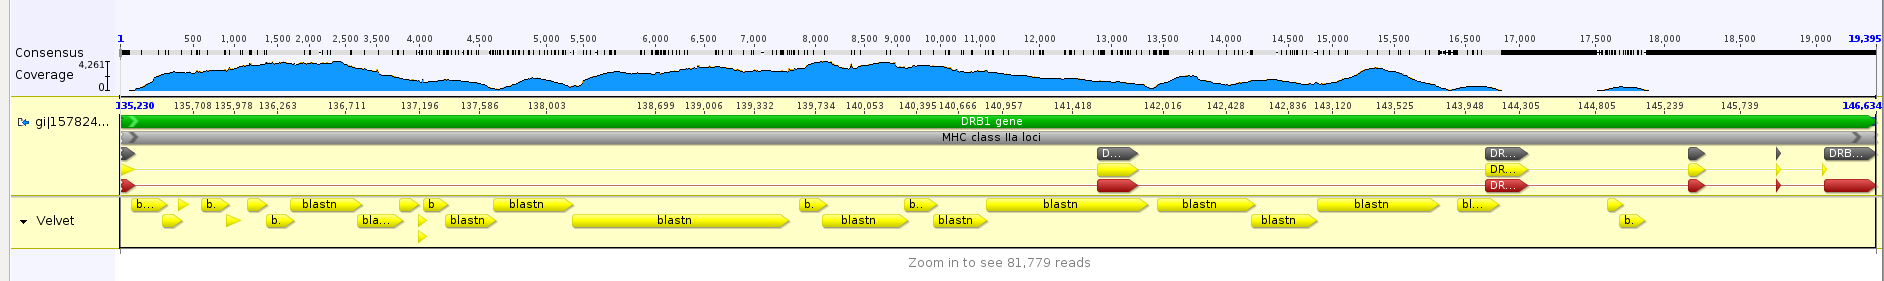 1 500 1,000 1,500 2,000 2,500 3,500 4,000 4,500 5,000 5,500 6,000 6,500 7,000 8,000 8,500 9,000 10,000 11,000 12,000 13,000 13,500 14,000 14,500 15,000 15,500 16,500 17,000 17,500 18,000 18,500 19,000 19,395
Consensus
4,261
Coverage
0
135,230 135,708 135,978 136,263 136,711 137,196 137,586 138,003 138,699 139,006 139,332 139,734 140,053 140,395 140,666 140,957 141,418 142,016 142,428 142,836 143,120 143,525 143,948 144,305 144,805 145,239 145,739 146,634
gi|157824... DRB1 gene
MHC class IIa loci
D... DR... DRB...
DR...
DR...
b... b. blastn b blastn b. b.. blastn blastn blastn bl...
Velvet b. bla... blastn blastn blastn blastn blastn b.
Zoom in to see 81,779 reads